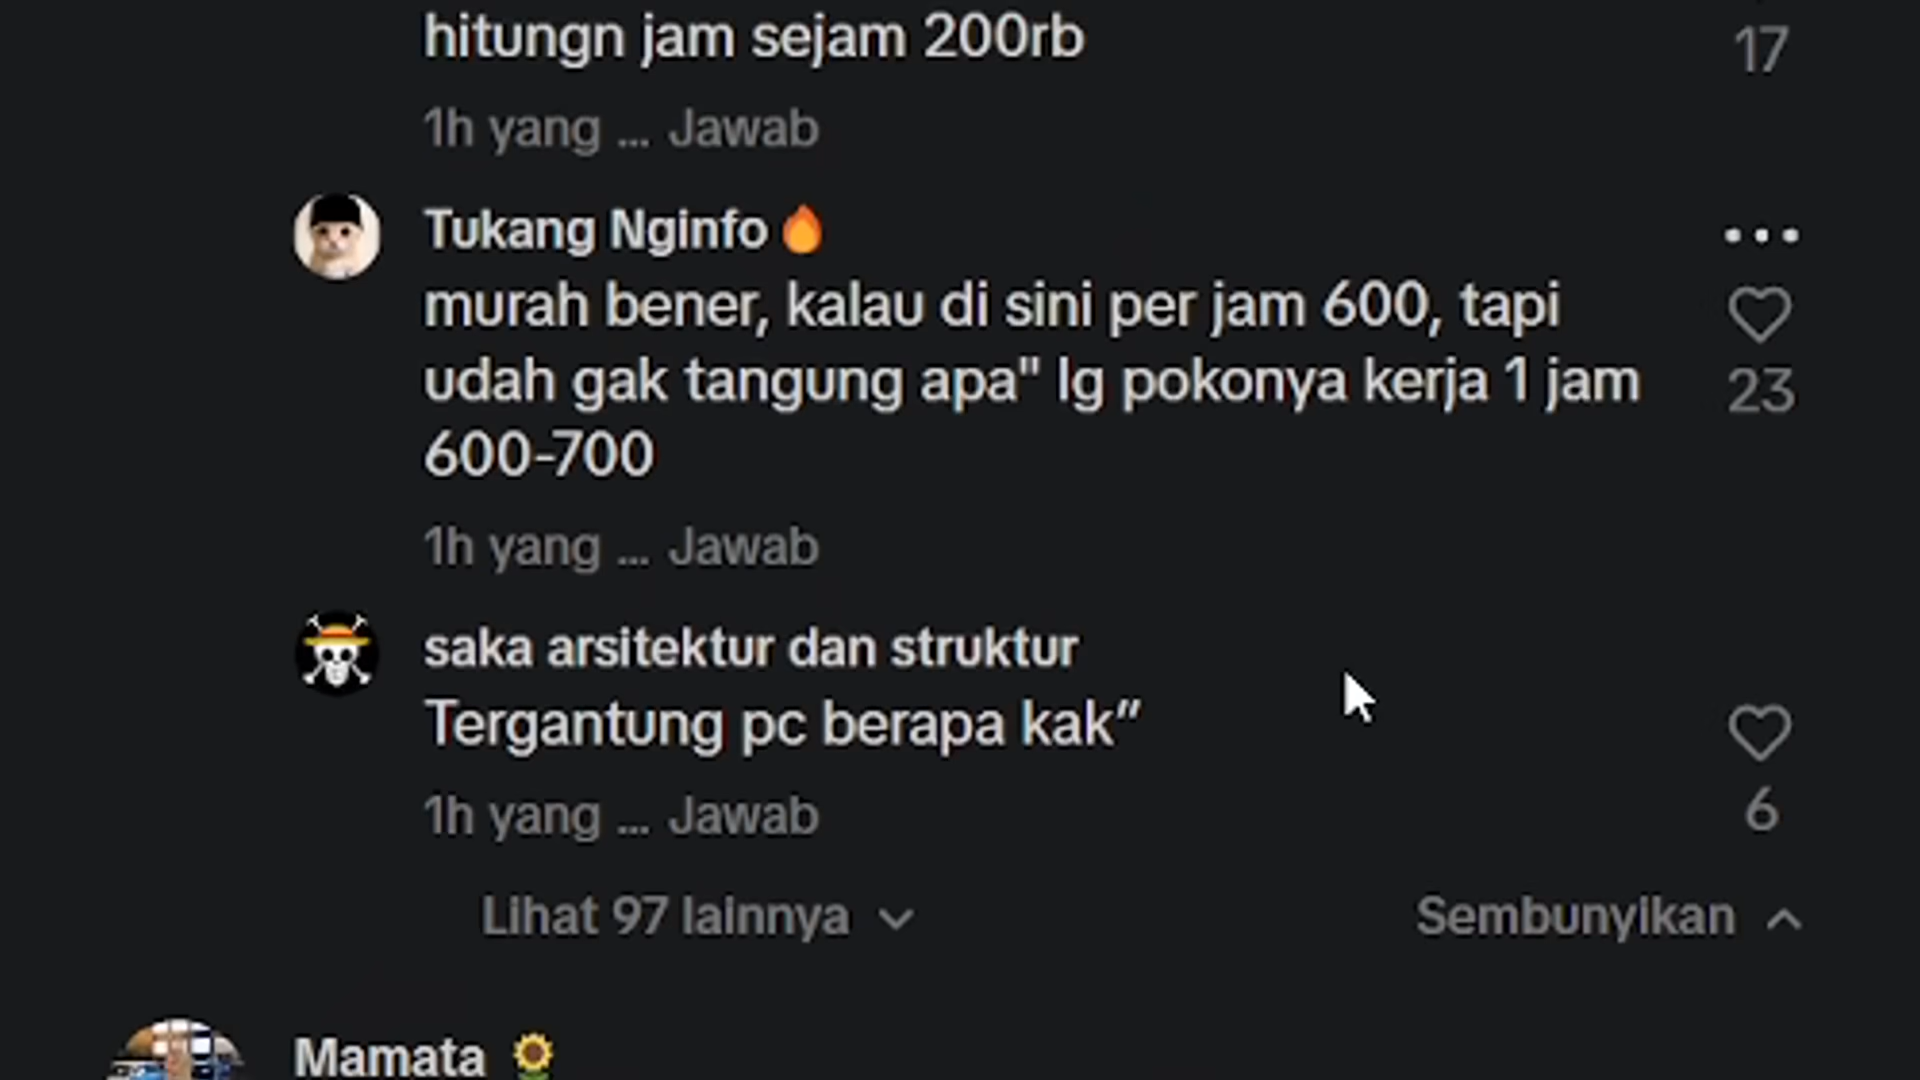 hitungn jam sejam 200rb
17
1h yang ... Jawab
Tukang Nginfo🔥
murah bener, kalau di sini per jam 600, tapi
udah gak tangung apa" lg pokonya kerja 1 jam
600-700
23
1h yang ... Jawab
saka arsitektur dan struktur
Tergantung pc berapa kak”
1h yang ... Jawab
6
Lihat 97 lainnya
Sembunyikan
Mamata 🌻